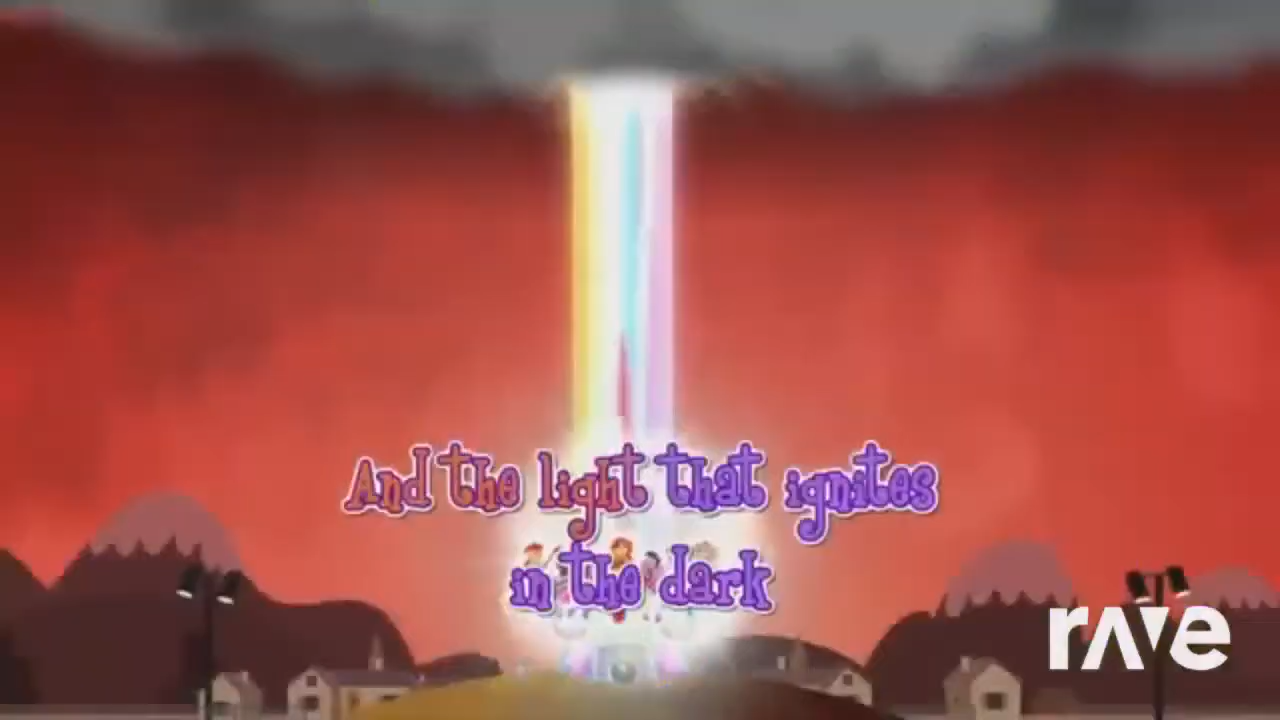 And the light that ignites
in the dark
rave